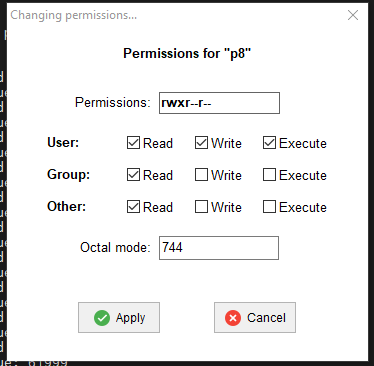 Changing permissions...
Permissions for "p8"
Permissions: rwxr--r--
User: Read Write Execute
Group: Read Write Execute
Other: Read Write Execute
Octal mode: 744
Apply Cancel